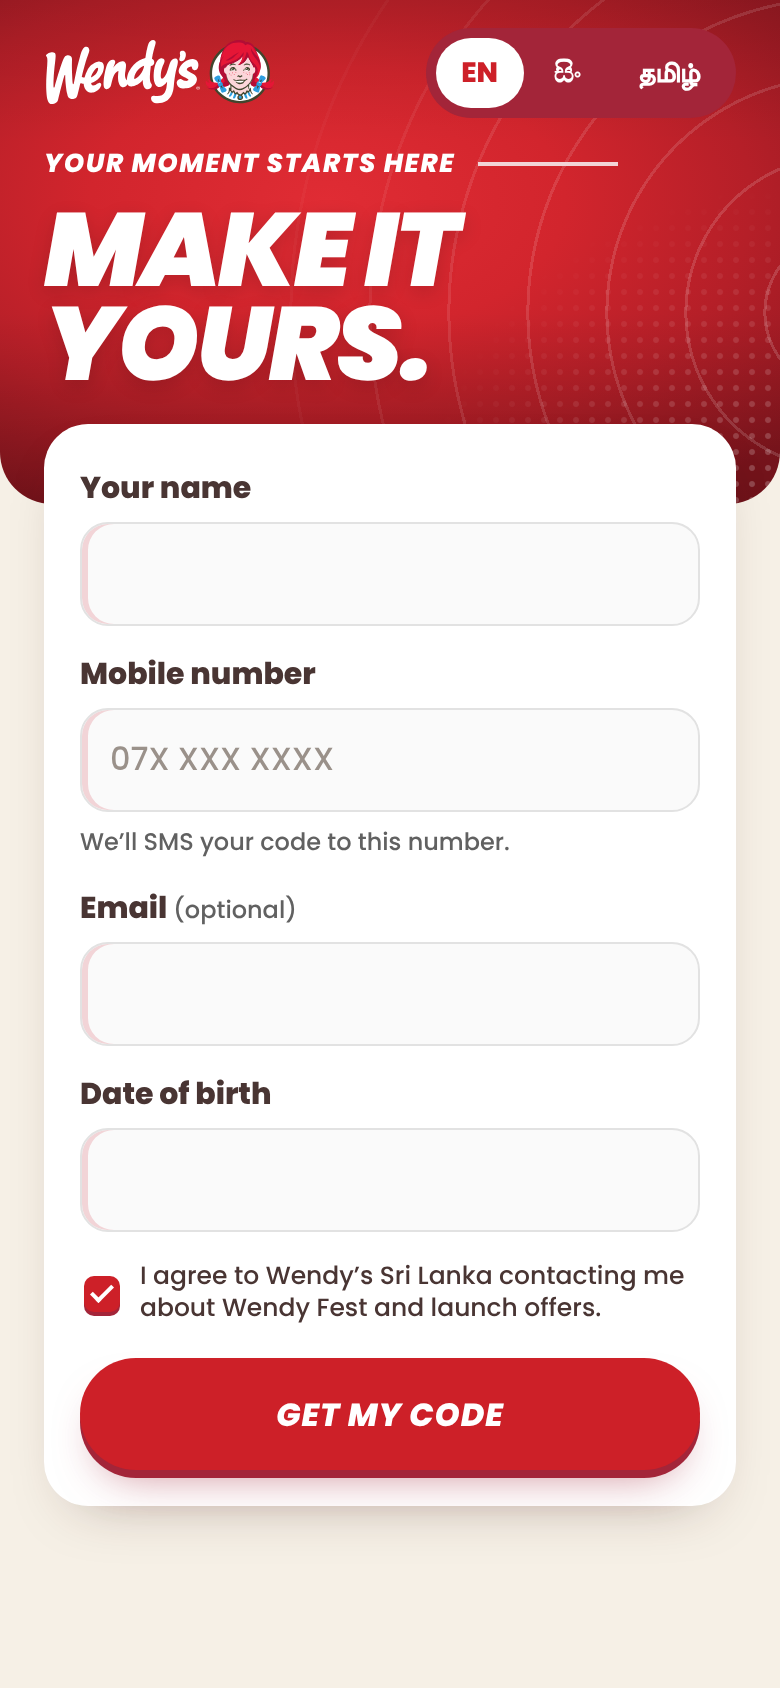 Wendy's
EN
සිං
தமிழ்
YOUR MOMENT STARTS HERE
MAKE IT
YOURS.
Your name
Mobile number
07X XXX XXXX
We’ll SMS your code to this number.
Email (optional)
Date of birth
I agree to Wendy’s Sri Lanka contacting me
about Wendy Fest and launch offers.
GET MY CODE